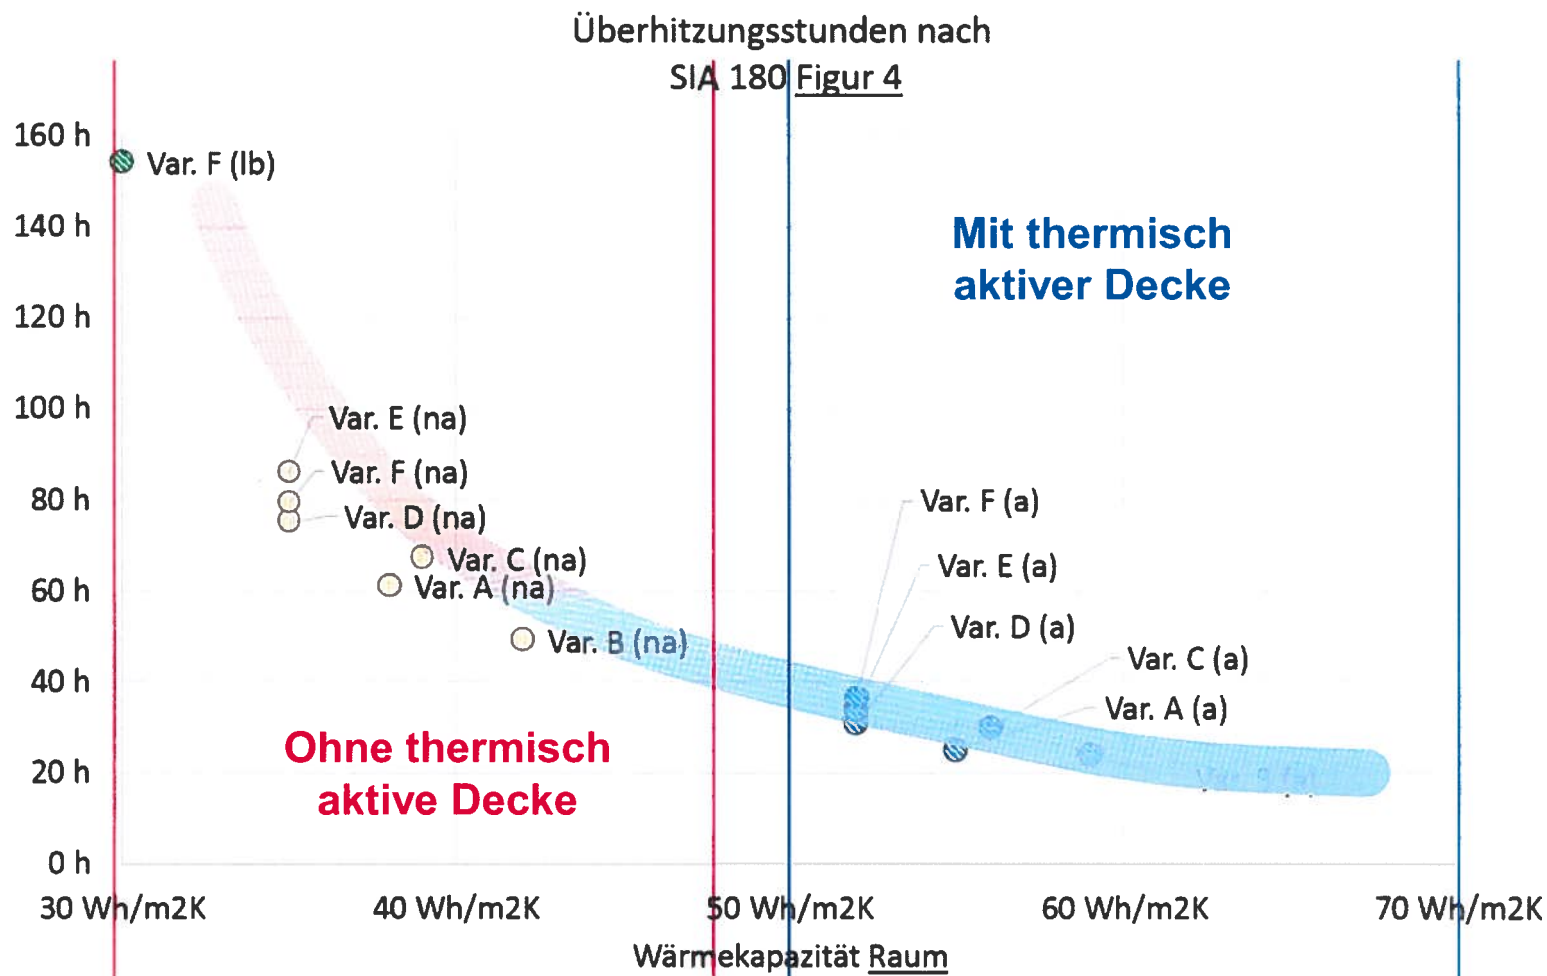 Überhitzungsstunden nach
SIA 180 Figur 4
160 h
Var. F (lb)
140 h
Mit thermisch
aktiver Decke
120 h
100 h
Var. E (na)
Var. F (na)
80 h
Var. D (na)
Var. F (a)
Var. C (na)
Var. E (a)
60 h
Var. A (na)
Var. D (a)
Var. B (na)
Var. C (a)
40 h
Var. A (a)
Ohne thermisch
aktive Decke
20 h
0 h
30 Wh/m2K
40 Wh/m2K
50 Wh/m2K
60 Wh/m2K
70 Wh/m2K
Wärmekapazität Raum